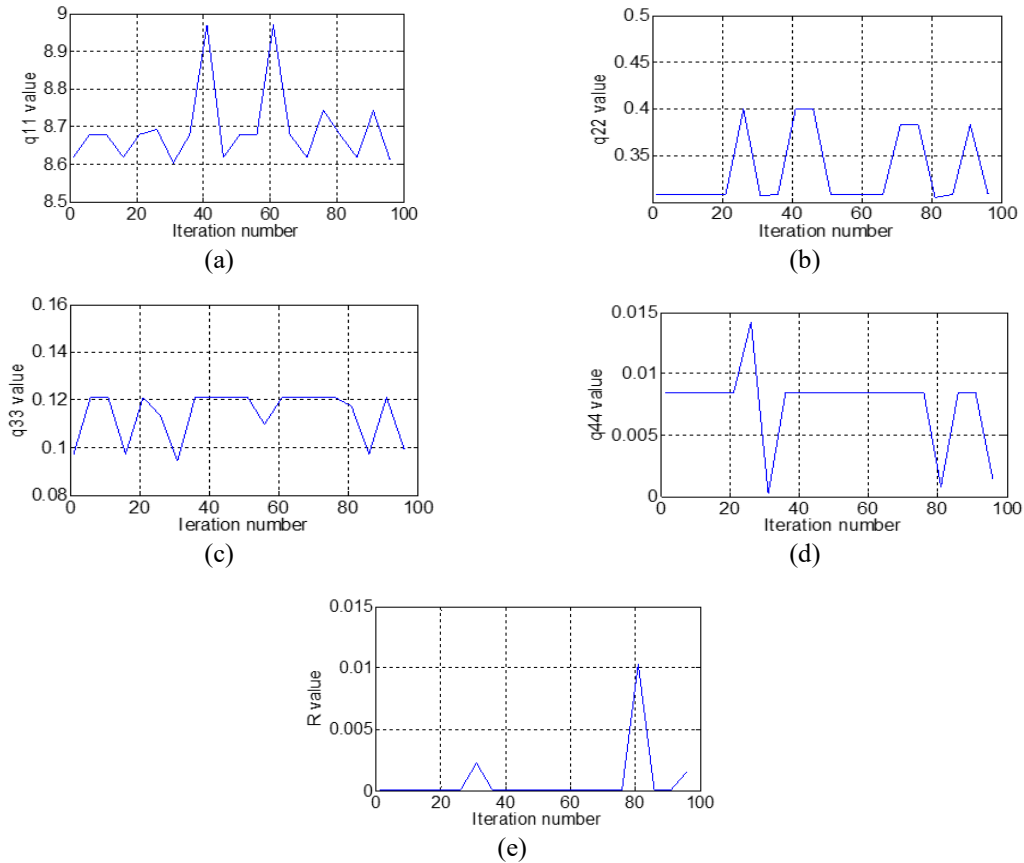 9
8.9
8.8
8.7
8.6
8.5
q11 value
0 20 40 60 80 100
Iteration number
(a)
0.5
0.45
0.4
0.35
q22 value
0 20 40 60 80 100
Iteration number
(b)
0.16
0.14
0.12
0.1
0.08
q33 value
0 20 40 60 80 100
Ieration number
(c)
0.015
0.01
0.005
0
q44 value
0 20 40 60 80 100
Iteration number
(d)
0.015
0.01
0.005
0
R value
0 20 40 60 80 100
Iteration number
(e)